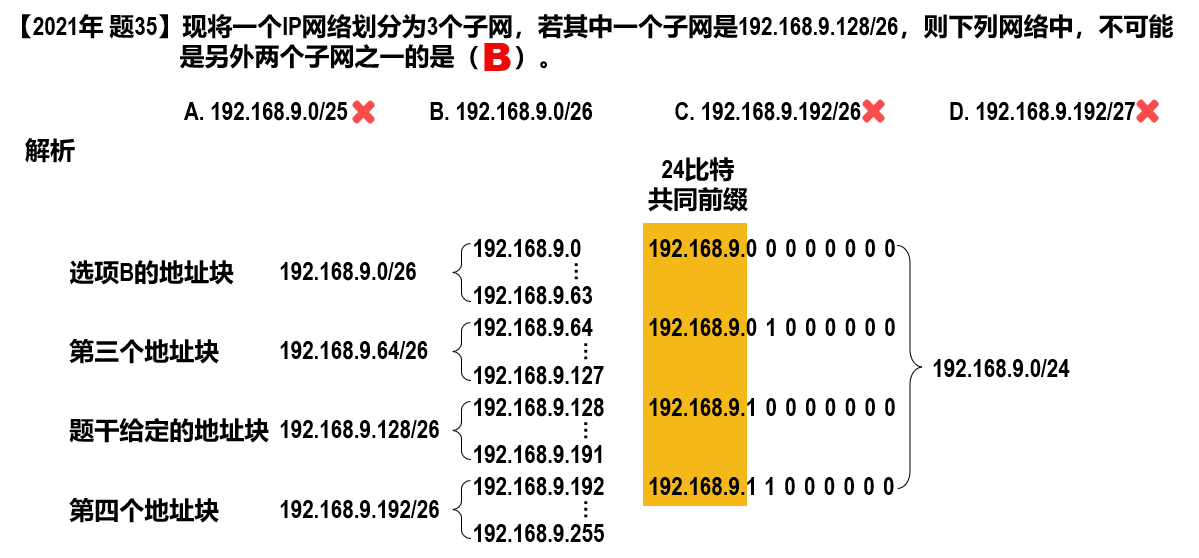 【2021年 题35】现将一个IP网络划分为3个子网，若其中一个子网是192.168.9.128/26，则下列网络中，不可能
是另外两个子网之一的是（B）。
A. 192.168.9.0/25 B. 192.168.9.0/26 C. 192.168.9.192/26 D. 192.168.9.192/27
解析
24比特
共同前缀
192.168.9.0 192.168.9.0 0 0 0 0 0 0 0
选项B的地址块 192.168.9.0/26
192.168.9.63
192.168.9.64 192.168.9.0 1 0 0 0 0 0 0
第三个地址块 192.168.9.64/26
192.168.9.0/24
192.168.9.127
192.168.9.128 192.168.9.1 0 0 0 0 0 0 0
题干给定的地址块 192.168.9.128/26
192.168.9.191
192.168.9.192 192.168.9.1 1 0 0 0 0 0 0
第四个地址块 192.168.9.192/26
192.168.9.255